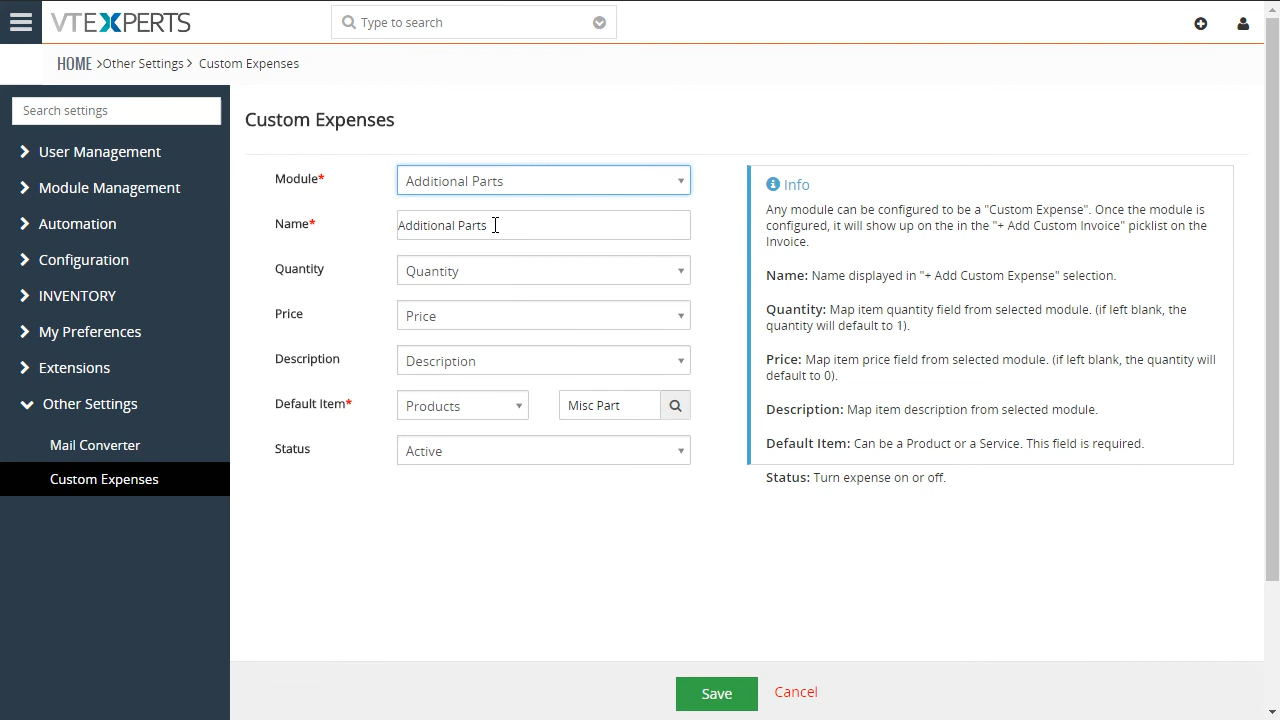 VTEXPERTS
Type to search
HOME >Other Settings > Custom Expenses
Search settings
User Management
Module Management
Automation
Configuration
INVENTORY
My Preferences
Extensions
Other Settings
Mail Converter
Custom Expenses
Custom Expenses
Module*
Additional Parts
Name*
Additional Parts
Quantity
Quantity
Price
Price
Description
Description
Default Item*
Products
Misc Part
Status
Active
Info
Any module can be configured to be a "Custom Expense". Once the module is
configured, it will show up on the in the "+ Add Custom Invoice" picklist on the
Invoice.
Name: Name displayed in "+ Add Custom Expense" selection.
Quantity: Map item quantity field from selected module. (if left blank, the
quantity will default to 1).
Price: Map item price field from selected module. (if left blank, the quantity will
default to 0).
Description: Map item description from selected module.
Default Item: Can be a Product or a Service. This field is required.
Status: Turn expense on or off.
Save
Cancel